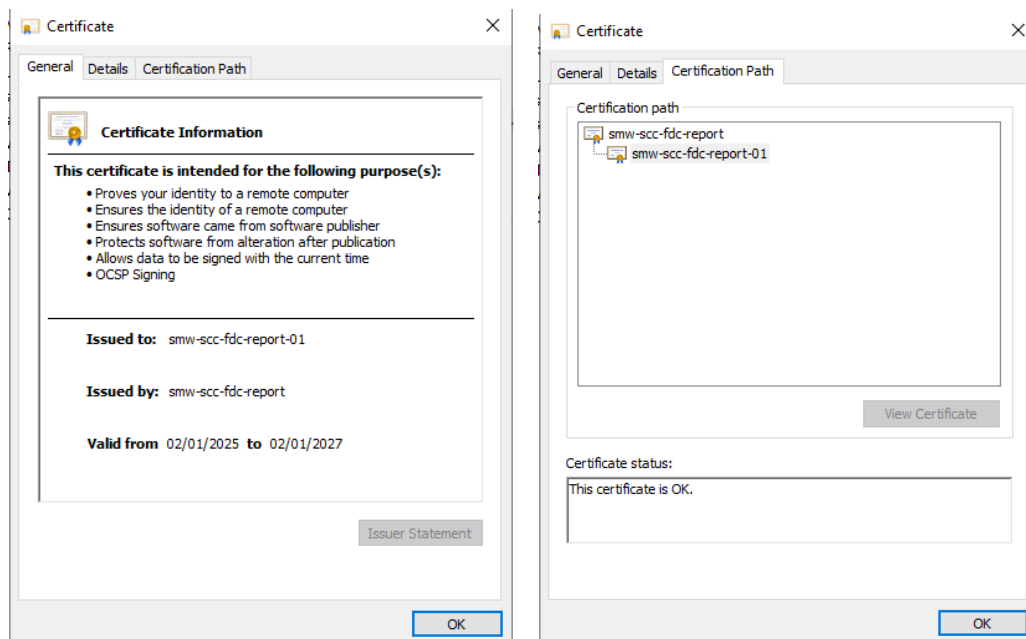 Certificate
General
Details
Certification Path
Certificate Information
This certificate is intended for the following purpose(s):
• Proves your identity to a remote computer
• Ensures the identity of a remote computer
• Ensures software came from software publisher
• Protects software from alteration after publication
• Allows data to be signed with the current time
• OCSP Signing
Issued to: smw-scc-fdc-report-01
Issued by: smw-scc-fdc-report
Valid from 02/01/2025 to 02/01/2027
Issuer Statement
OK
Certificate
General
Details
Certification Path
Certification path
smw-scc-fdc-report
smw-scc-fdc-report-01
View Certificate
Certificate status:
This certificate is OK.
OK